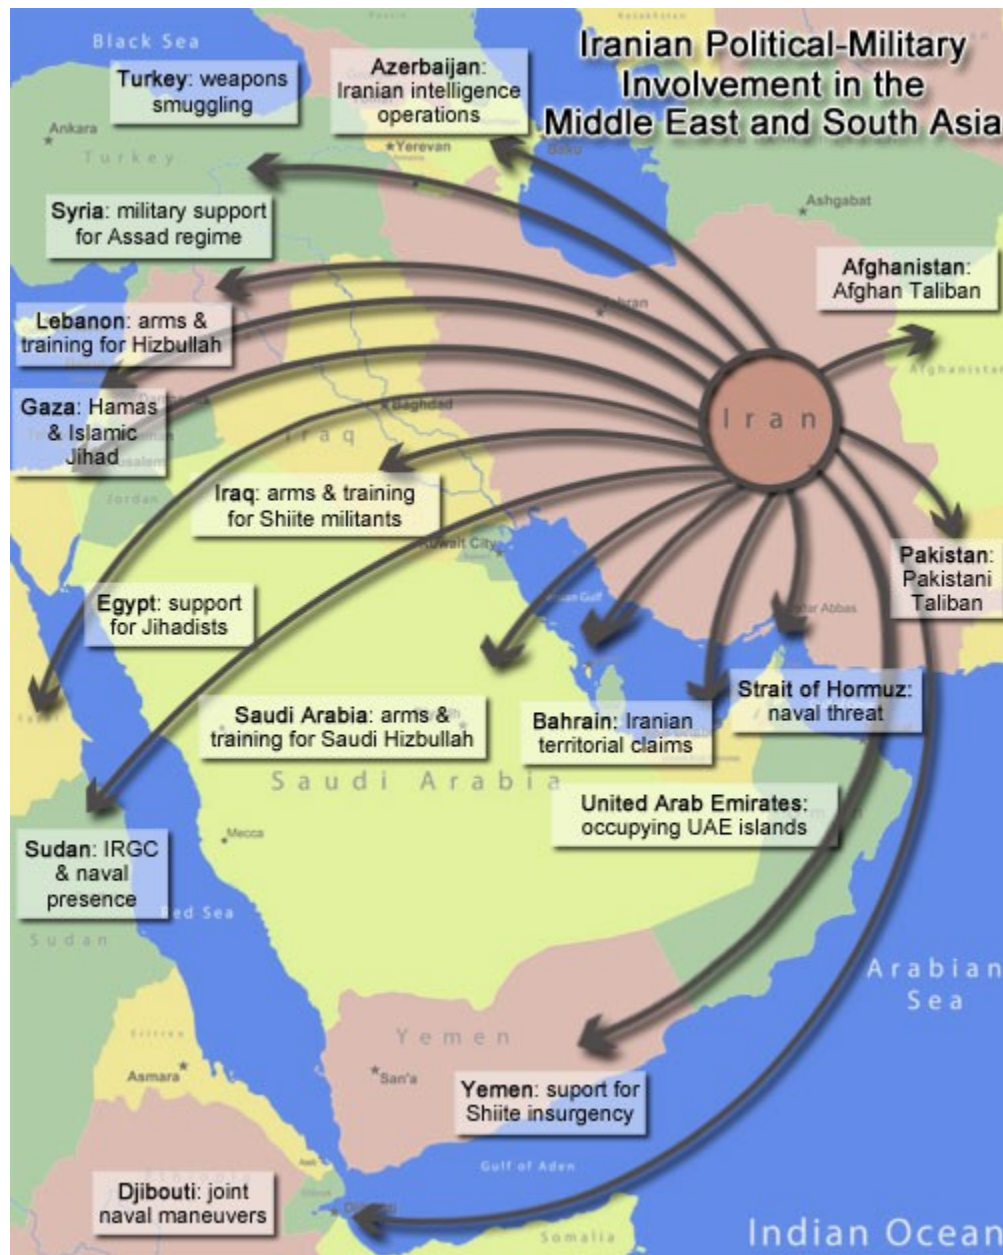 Iranian Political-Military
Involvement in the
Middle East and South Asia
Black Sea
Turkey: weapons
smuggling
Azerbaijan:
Iranian intelligence
operations
Ankara
Turkey
Yerevan
Baku
Ashgabat
Syria: military support
for Assad regime
Afghanistan:
Afghan Taliban
Afghanistan
Lebanon: arms &
training for Hizbullah
Iran
Gaza: Hamas
& Islamic
Jihad
Baghdad
Iraq
Jordan
Iraq: arms & training
for Shiite militants
Kuwait City
Pakistan:
Pakistani
Taliban
Egypt: support
for Jihadists
Strait of Hormuz:
naval threat
Saudi Arabia: arms &
training for Saudi Hizbullah
Bahrain: Iranian
territorial claims
Saudi Arabia
United Arab Emirates:
occupying UAE islands
Mecca
Sudan: IRGC
& naval
presence
Red Sea
Sudan
Arabian
Sea
Eritrea
Yemen
Asmara
San'a
Yemen: suport for
Shiite insurgency
Gulf of Aden
Djibouti: joint
naval maneuvers
Somalia
Indian Ocean